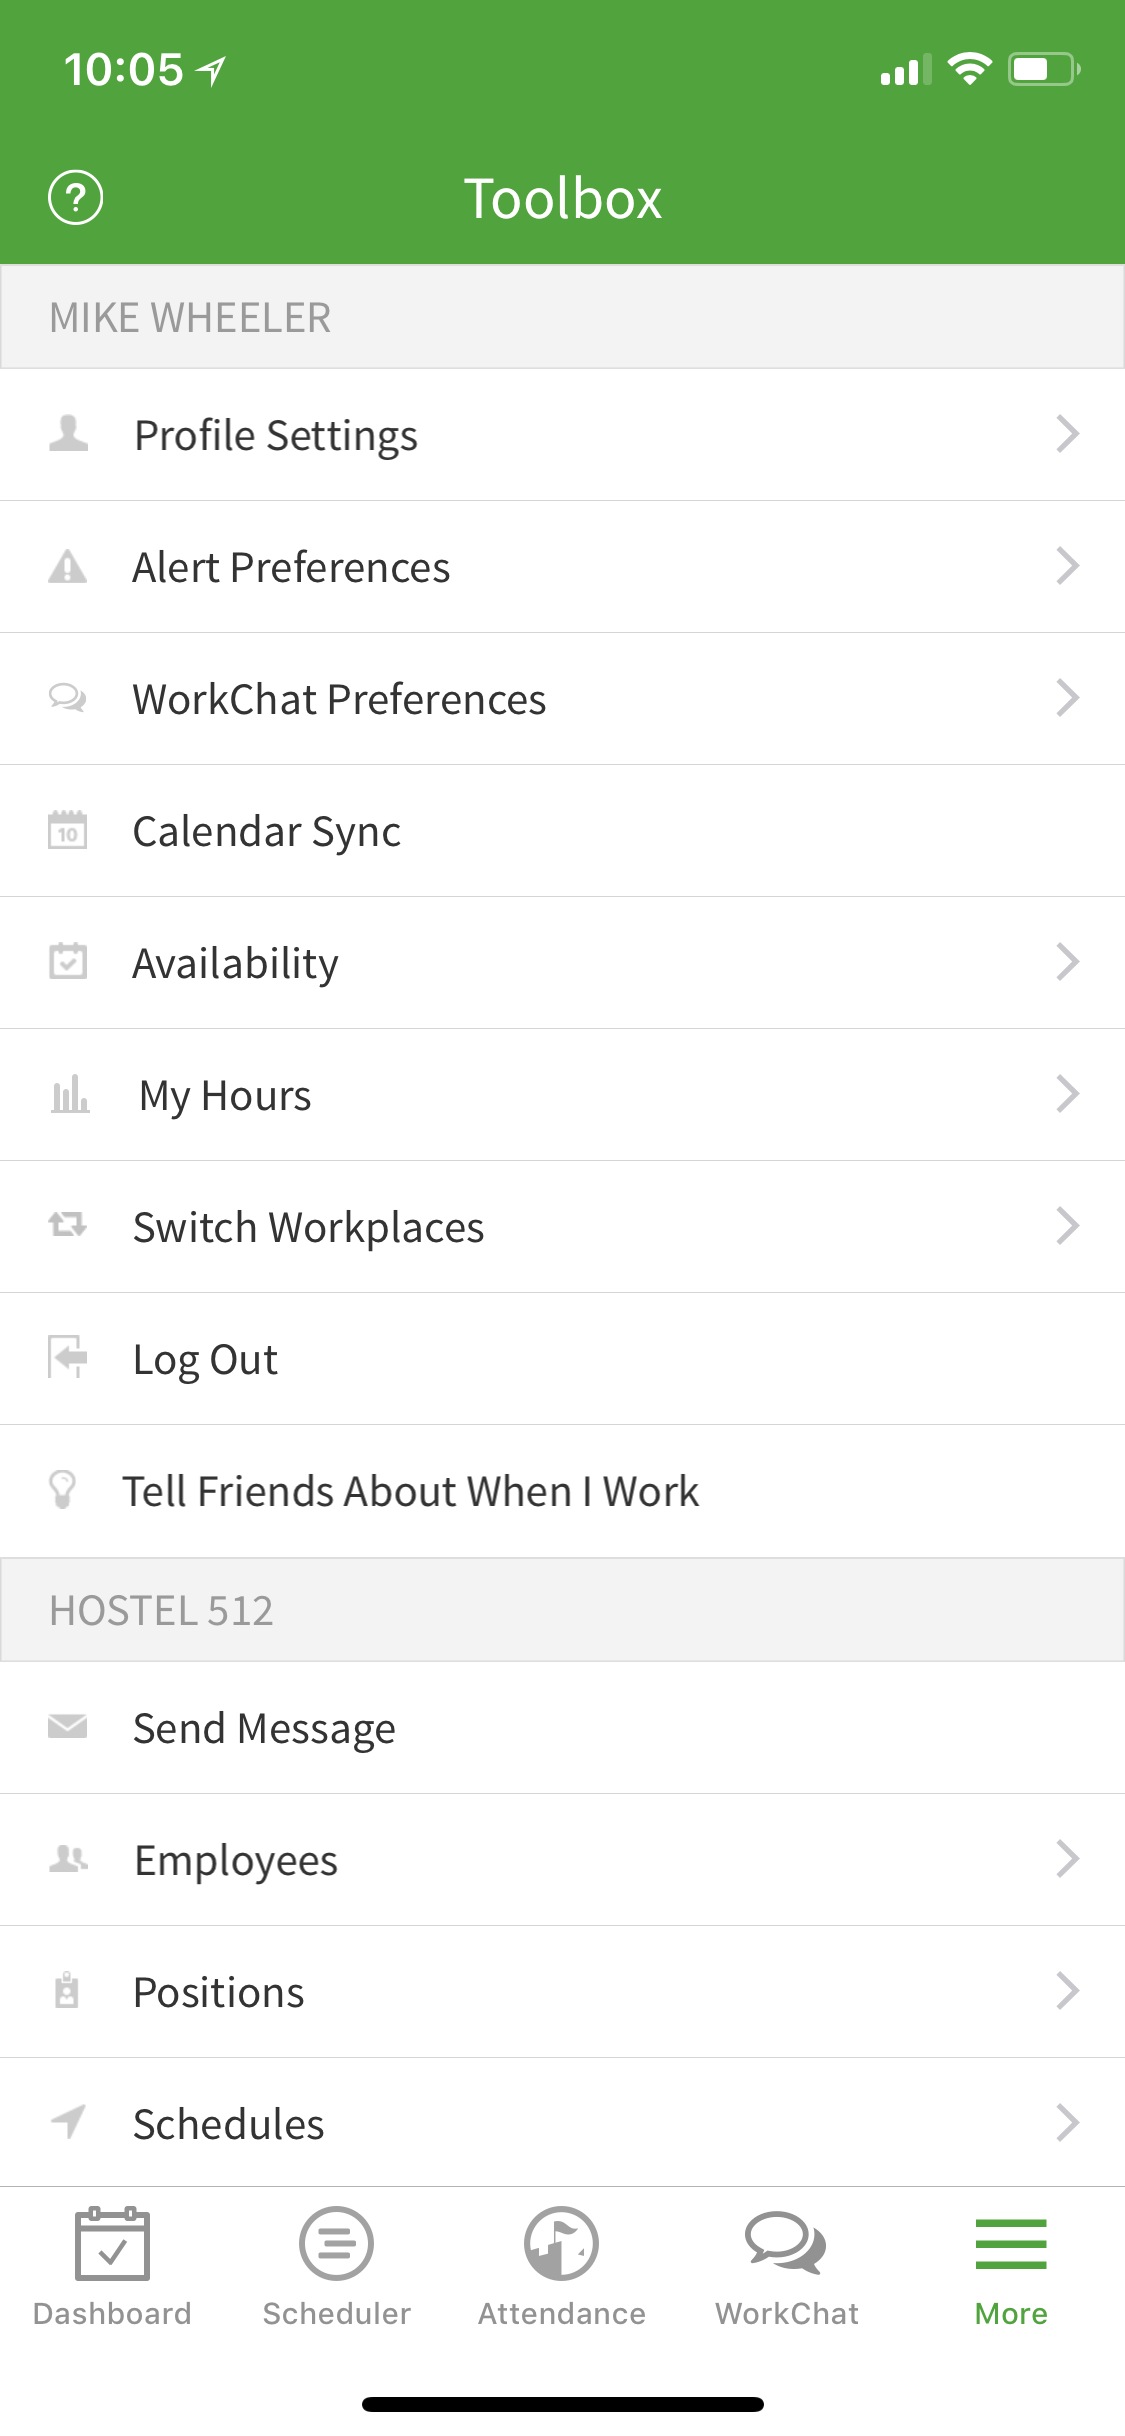 10:05
?
Toolbox
MIKE WHEELER
Profile Settings
Alert Preferences
WorkChat Preferences
10
Calendar Sync
Availability
My Hours
Switch Workplaces
Log Out
Tell Friends About When I Work
HOSTEL 512
Send Message
Employees
Positions
Schedules
Dashboard
Scheduler
Attendance
WorkChat
More